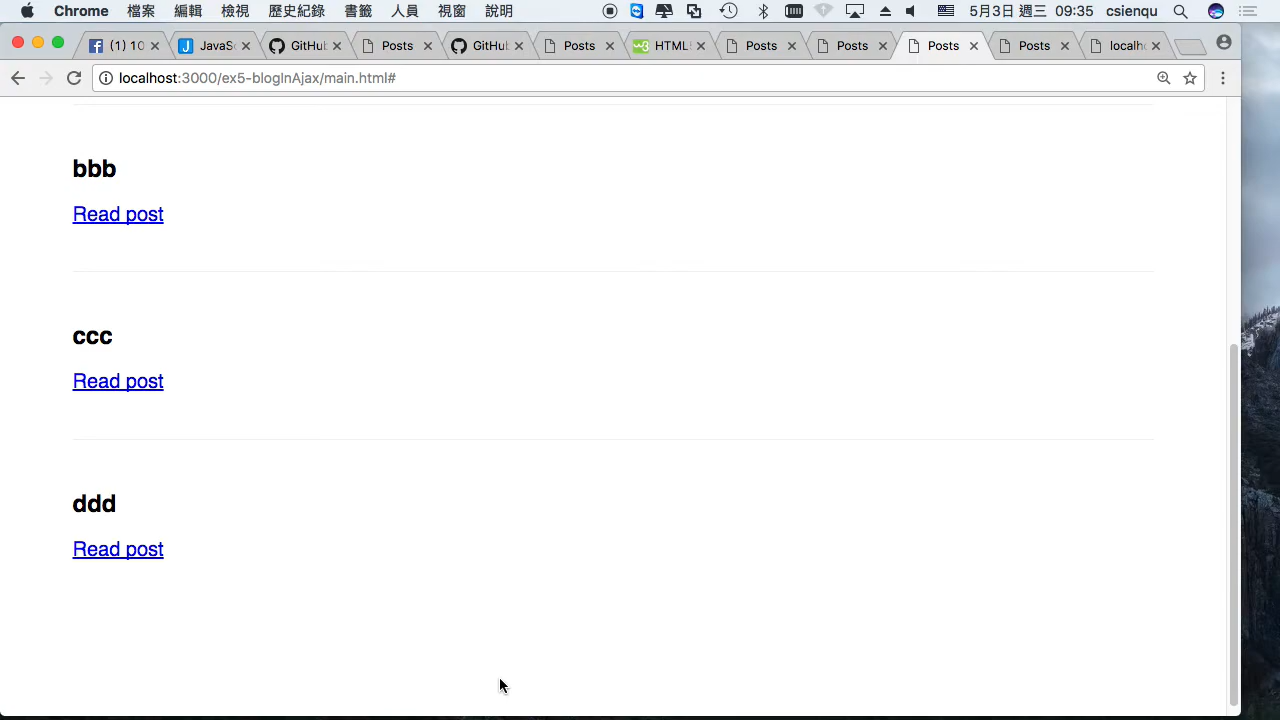 Chrome 檔案 編輯 檢視 歷史紀錄 書籤 人員 視窗 說明 5月3日 週三 09:35 csienqu
(1) 10 JavaSc GitHub Posts GitHub Posts HTML Posts Posts Posts Posts localh
localhost:3000/ex5-blogInAjax/main.html#
bbb
Read post
ccc
Read post
ddd
Read post